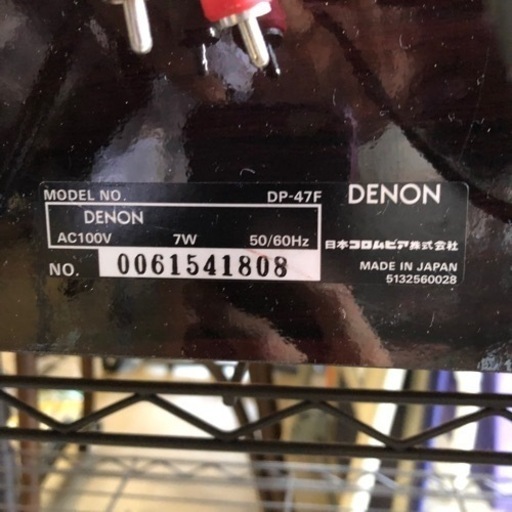 MODEL NO. DP-47F
DENON
AC100V 7W 50/60Hz
NO. 0061541808
DENON
日本コロムビア株式会社
MADE IN JAPAN
5132560028